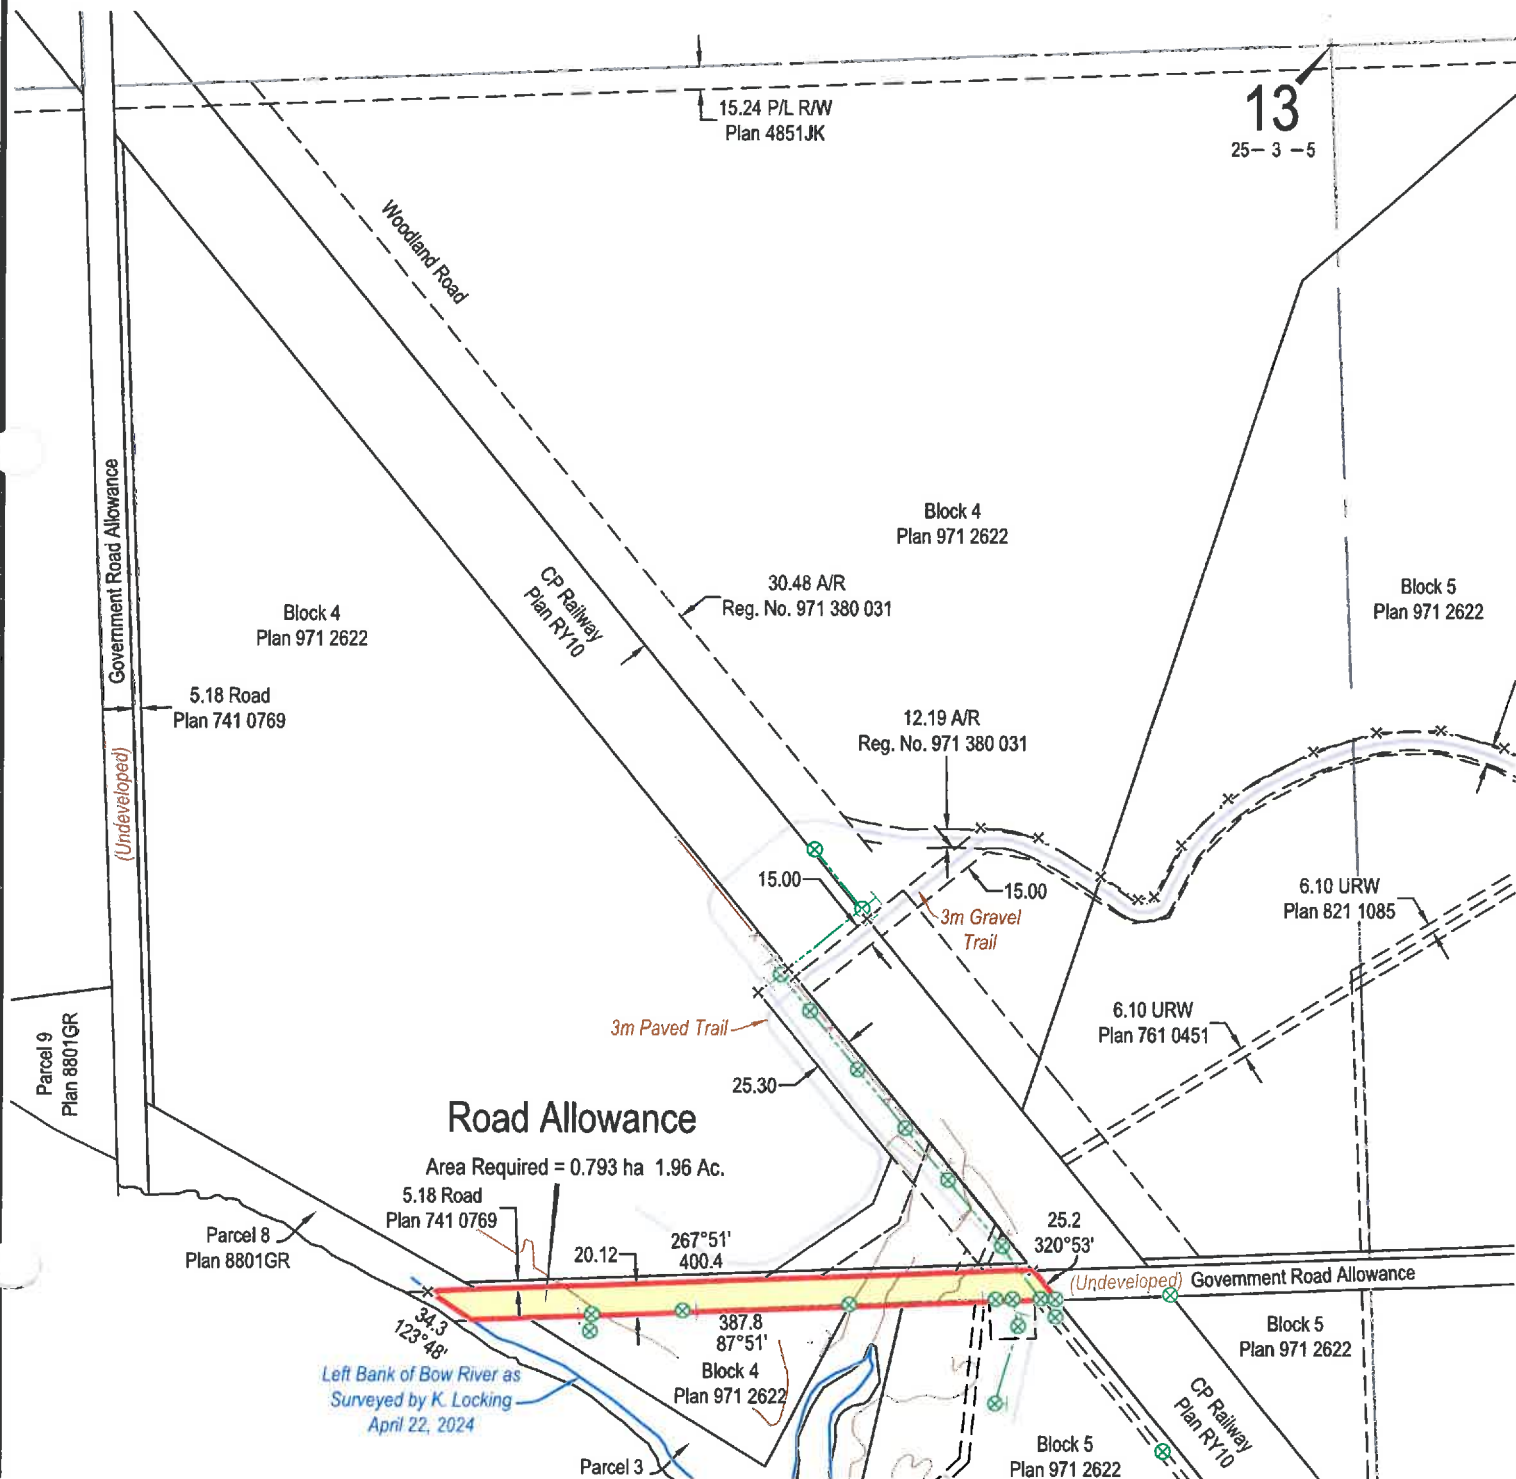 15.24 P/L R/W
Plan 4851JK
13
25- 3 -5
Woodland Road
Government Road Allowance
(Undeveloped)
Block 4
Plan 971 2622
CP Railway
Plan RY10
30.48 A/R
Reg. No. 971 380 031
Block 4
Plan 971 2622
Block 5
Plan 971 2622
5.18 Road
Plan 741 0769
12.19 A/R
Reg. No. 971 380 031
15.00
15.00
3m Gravel
Trail
6.10 URW
Plan 821 1085
6.10 URW
Plan 761 0451
3m Paved Trail
25.30
Parcel 9
Plan 8801GR
Road Allowance
Area Required = 0.793 ha 1.96 Ac.
5.18 Road
Plan 741 0769
Parcel 8
Plan 8801GR
20.12
267°51'
400.4
25.2
320°53'
(Undeveloped) Government Road Allowance
34.3
123°48'
387.8
87°51'
Block 4
Plan 971 2622
Block 5
Plan 971 2622
Left Bank of Bow River as
Surveyed by K. Locking
April 22, 2024
CP Railway
Plan RY10
Parcel 3
Block 5
Plan 971 2622